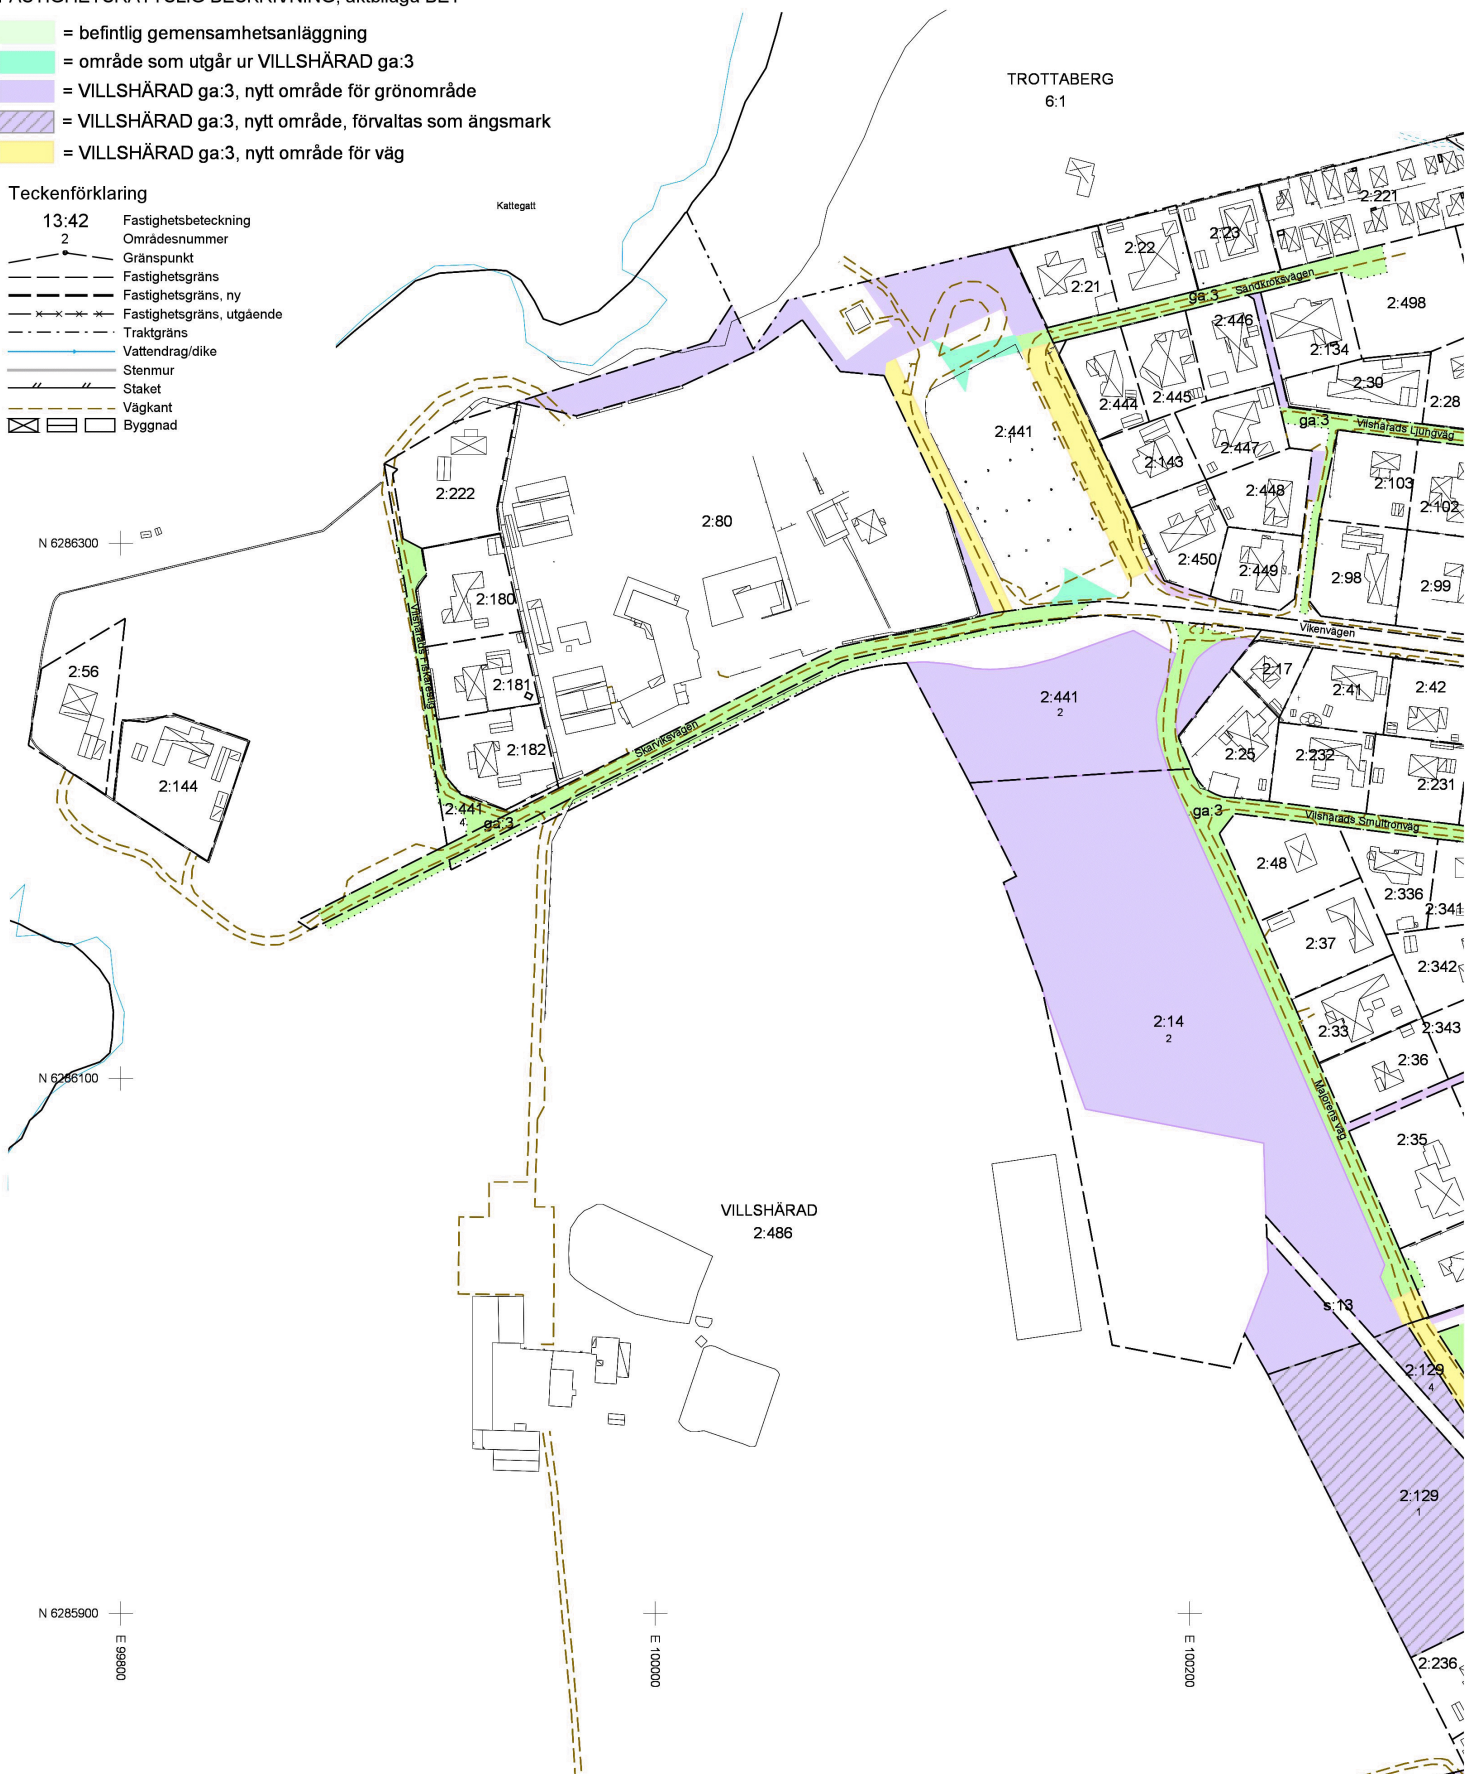 = befintlig gemensamhetsanläggning
= område som utgår ur VILLSHÄRAD ga:3
= VILLSHÄRAD ga:3, nytt område för grönområde
= VILLSHÄRAD ga:3, nytt område, förvaltas som ängsmark
= VILLSHÄRAD ga:3, nytt område för väg
Teckenförklaring
13:42 Fastighetsbeteckning
2 Områdesnummer
Gränspunkt
Fastighetsgräns
Fastighetsgräns, ny
Fastighetsgräns, utgående
Traktgräns
Vattendrag/dike
Stenmur
Staket
Vägkant
Byggnad
Kattegatt
TROTTABERG
6:1
2:221
2:23
2:22
2:21
ga:3 Sandkroksvägen
2:498
2:446
2:134
2:30
2:28
2:445
2:444
ga:3 Vilshärads Ljungväg
2:441
1
2:447
2:143
2:103
2:448
2:102
2:222
2:80
N 6286300
2:450
2:449
2:98
2:99
2:180
Vilshärads Fiskarestig
Vikenvägen
2:56
2:17
2:181
2:441
2
2:41
2:42
Skarviksvägen
2:182
2:25
2:232
2:231
2:144
2:441
4
ga:3
ga:3
Vilshärads Smultronväg
2:48
2:336
2:341
2:37
2:342
2:14
2
2:33
2:343
2:36
N 6286100
Majorens väg
2:35
VILLSHÄRAD
2:486
s:13
2:129
4
2:129
1
N 6285900
E 99800
E 100000
E 100200
2:236